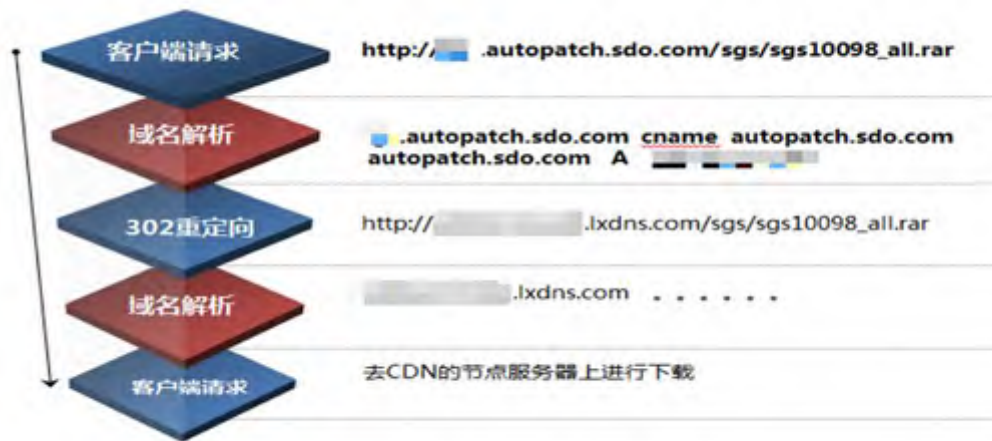 客户端请求
http:// .autopatch.sdo.com/sgs/sgs10098_all.rar
域名解析
.autopatch.sdo.com cname autopatch.sdo.com
autopatch.sdo.com A
302重定向
http:// .lxdns.com/sgs/sgs10098_all.rar
域名解析
.lxdns.com . . . . . .
客户端请求
去CDN的节点服务器上进行下载